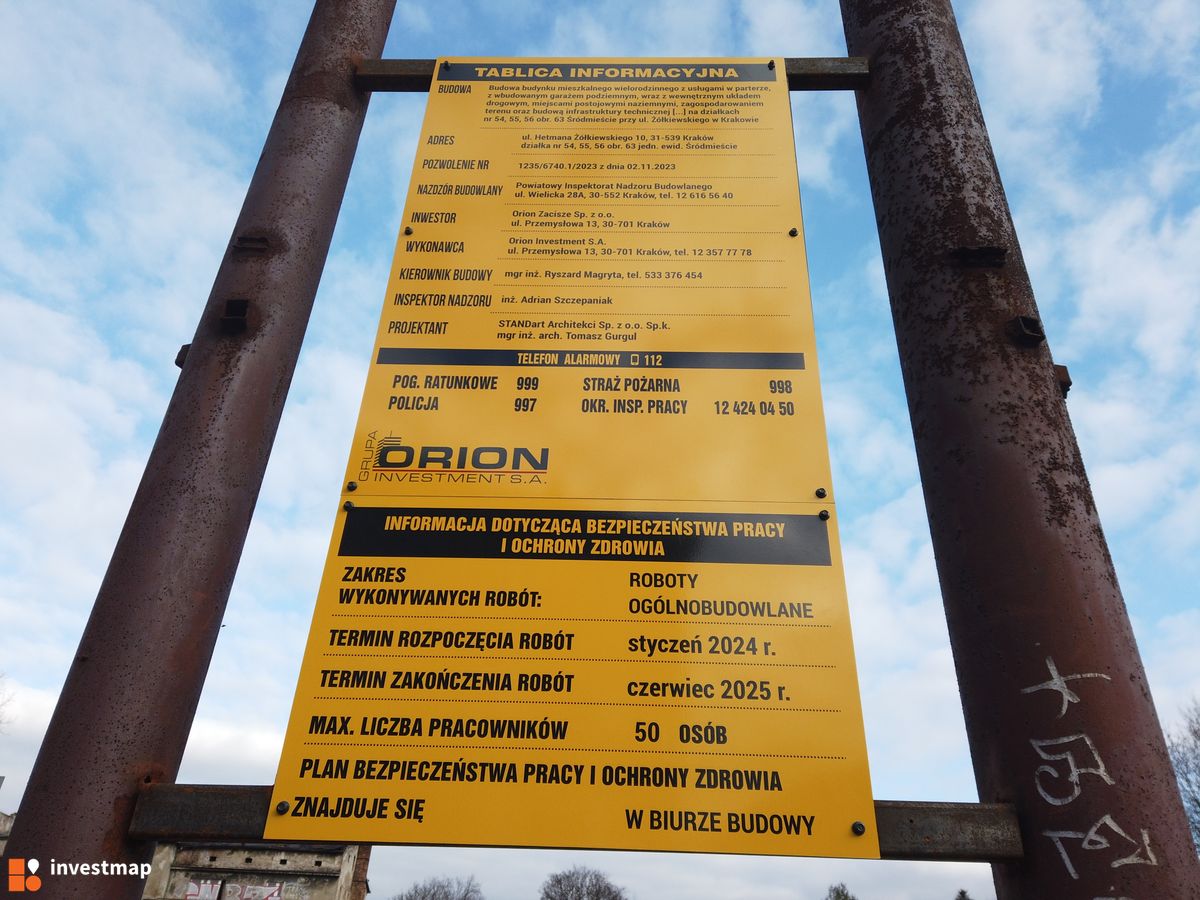 TABLICA INFORMACYJNA
BUDOWA Budowa budynku mieszkalnego wielorodzinnego z usługami w parterze,
z wbudowanym garażem podziemnym, wraz z wewnętrznym układem
drogowym, miejscami postojowymi naziemnymi, zagospodarowaniem
terenu oraz budową infrastruktury technicznej [...] na działkach
nr 54, 55, 56 obr. 63 Śródmieście przy ul. Żółkiewskiego w Krakowie
ADRES ul. Hetmana Żółkiewskiego 10, 31-539 Kraków
działka nr 54, 55, 56 obr. 63 jedn. ewid. Śródmieście
POZWOLENIE NR 1235/6740.1/2023 z dnia 02.11.2023
NAZDZÓR BUDOWLANY Powiatowy Inspektorat Nadzoru Budowlanego
ul. Wielicka 28A, 30-552 Kraków, tel. 12 616 56 40
INWESTOR Orion Zacisze Sp. z o.o.
ul. Przemysłowa 13, 30-701 Kraków
WYKONAWCA Orion Investment S.A.
ul. Przemysłowa 13, 30-701 Kraków, tel. 12 357 77 78
KIEROWNIK BUDOWY mgr inż. Ryszard Magryta, tel. 533 376 454
INSPEKTOR NADZORU inż. Adrian Szczepaniak
PROJEKTANT STANDart Architekci Sp. z o.o. Sp.k.
mgr inż. arch. Tomasz Gurgul
TELEFON ALARMOWY 112
POG. RATUNKOWE 999 STRAŻ POŻARNA 998
POLICJA 997 OKR. INSP. PRACY 12 424 04 50
GRUPA
ORION
INVESTMENT S.A.
INFORMACJA DOTYCZĄCA BEZPIECZEŃSTWA PRACY
I OCHRONY ZDROWIA
ZAKRES ROBOTY
WYKONYWANYCH ROBÓT: OGÓLNOBUDOWLANE
TERMIN ROZPOCZĘCIA ROBÓT styczeń 2024 r.
TERMIN ZAKOŃCZENIA ROBÓT czerwiec 2025 r.
MAX. LICZBA PRACOWNIKÓW 50 OSÓB
PLAN BEZPIECZEŃSTWA PRACY I OCHRONY ZDROWIA
ZNAJDUJE SIĘ W BIURZE BUDOWY
investmap